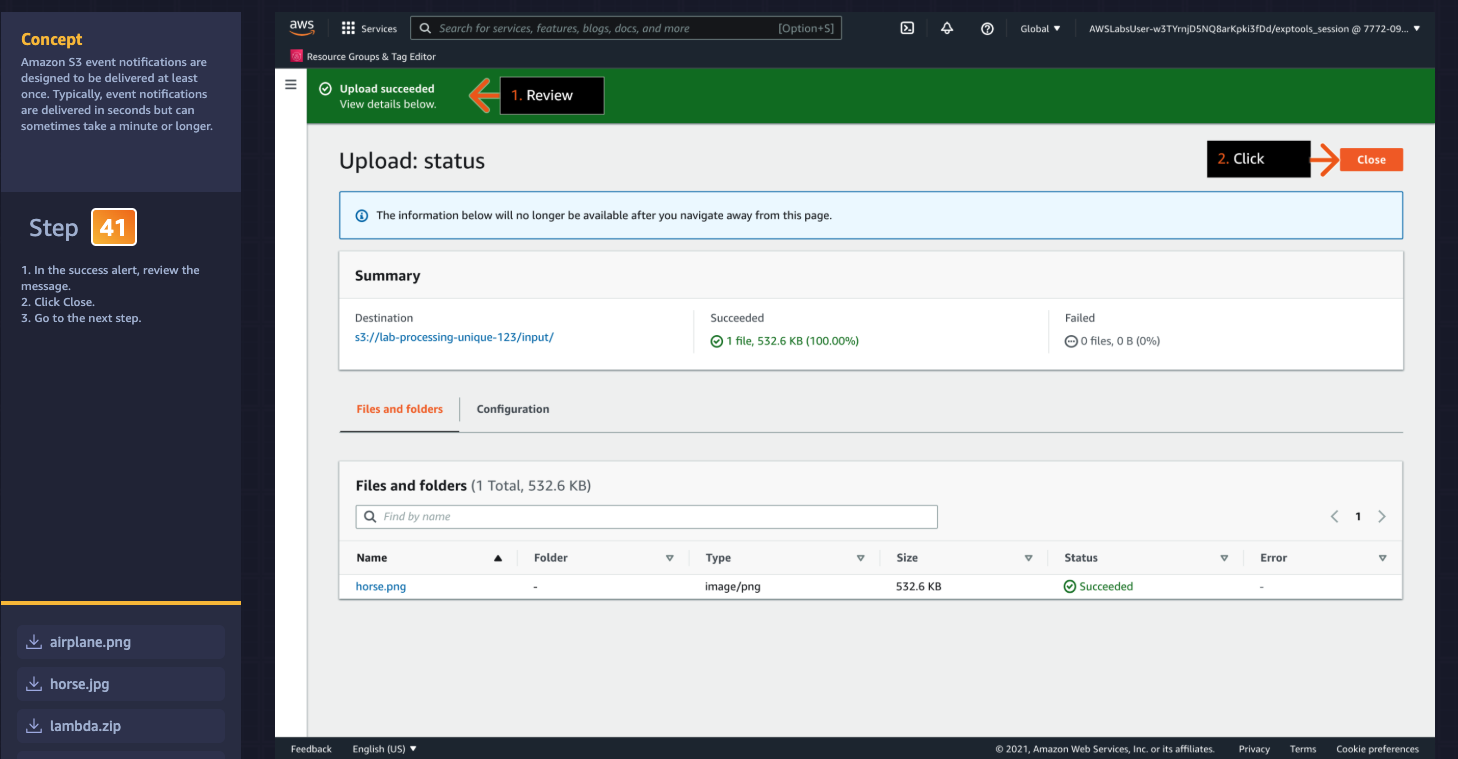 Concept
Amazon S3 event notifications are
designed to be delivered at least
once. Typically, event notifications
are delivered in seconds but can
sometimes take a minute or longer.
Step 41
1. In the success alert, review the
message.
2. Click Close.
3. Go to the next step.
airplane.png
horse.jpg
lambda.zip
aws
Services
Search for services, features, blogs, docs, and more
[Option+S]
Global
AWSLabsUser-w3TYrnjD5NQ8arKpki3fDd/exptools_session @ 7772-09...
Resource Groups & Tag Editor
Upload succeeded
View details below.
1. Review
Upload: status
2. Click
Close
The information below will no longer be available after you navigate away from this page.
Summary
Destination
s3://lab-processing-unique-123/input/
Succeeded
1 file, 532.6 KB (100.00%)
Failed
0 files, 0 B (0%)
Files and folders
Configuration
Files and folders (1 Total, 532.6 KB)
Find by name
1
Name Folder Type Size Status Error
horse.png - image/png 532.6 KB Succeeded -
Feedback English (US) © 2021, Amazon Web Services, Inc. or its affiliates. Privacy Terms Cookie preferences